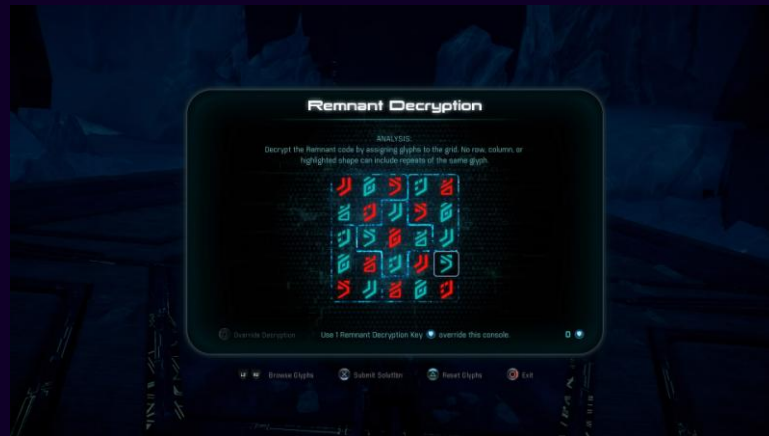 Remnant Decryption
ANALYSIS:
Decrypt the Remnant code by assigning glyphs to the grid. No row, column, or
highlighted shape can include repeats of the same glyph.
Override Decryption Use 1 Remnant Decryption Key override this console. 0
Browse Glyphs Submit Solution Reset Glyphs Exit